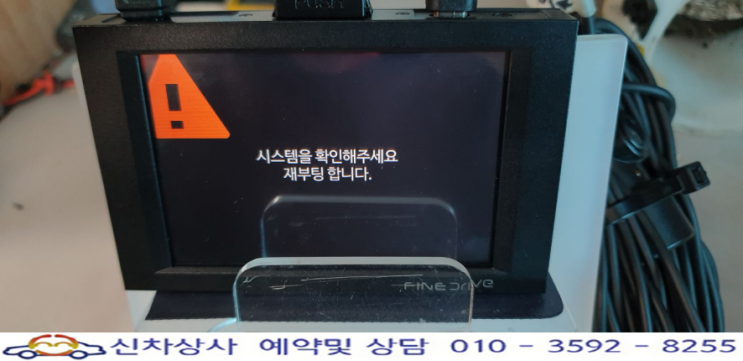 시스템을 확인해주세요
재부팅 합니다.
FINEDrive
신차상사 예약및 상담 010 - 3592 - 8255